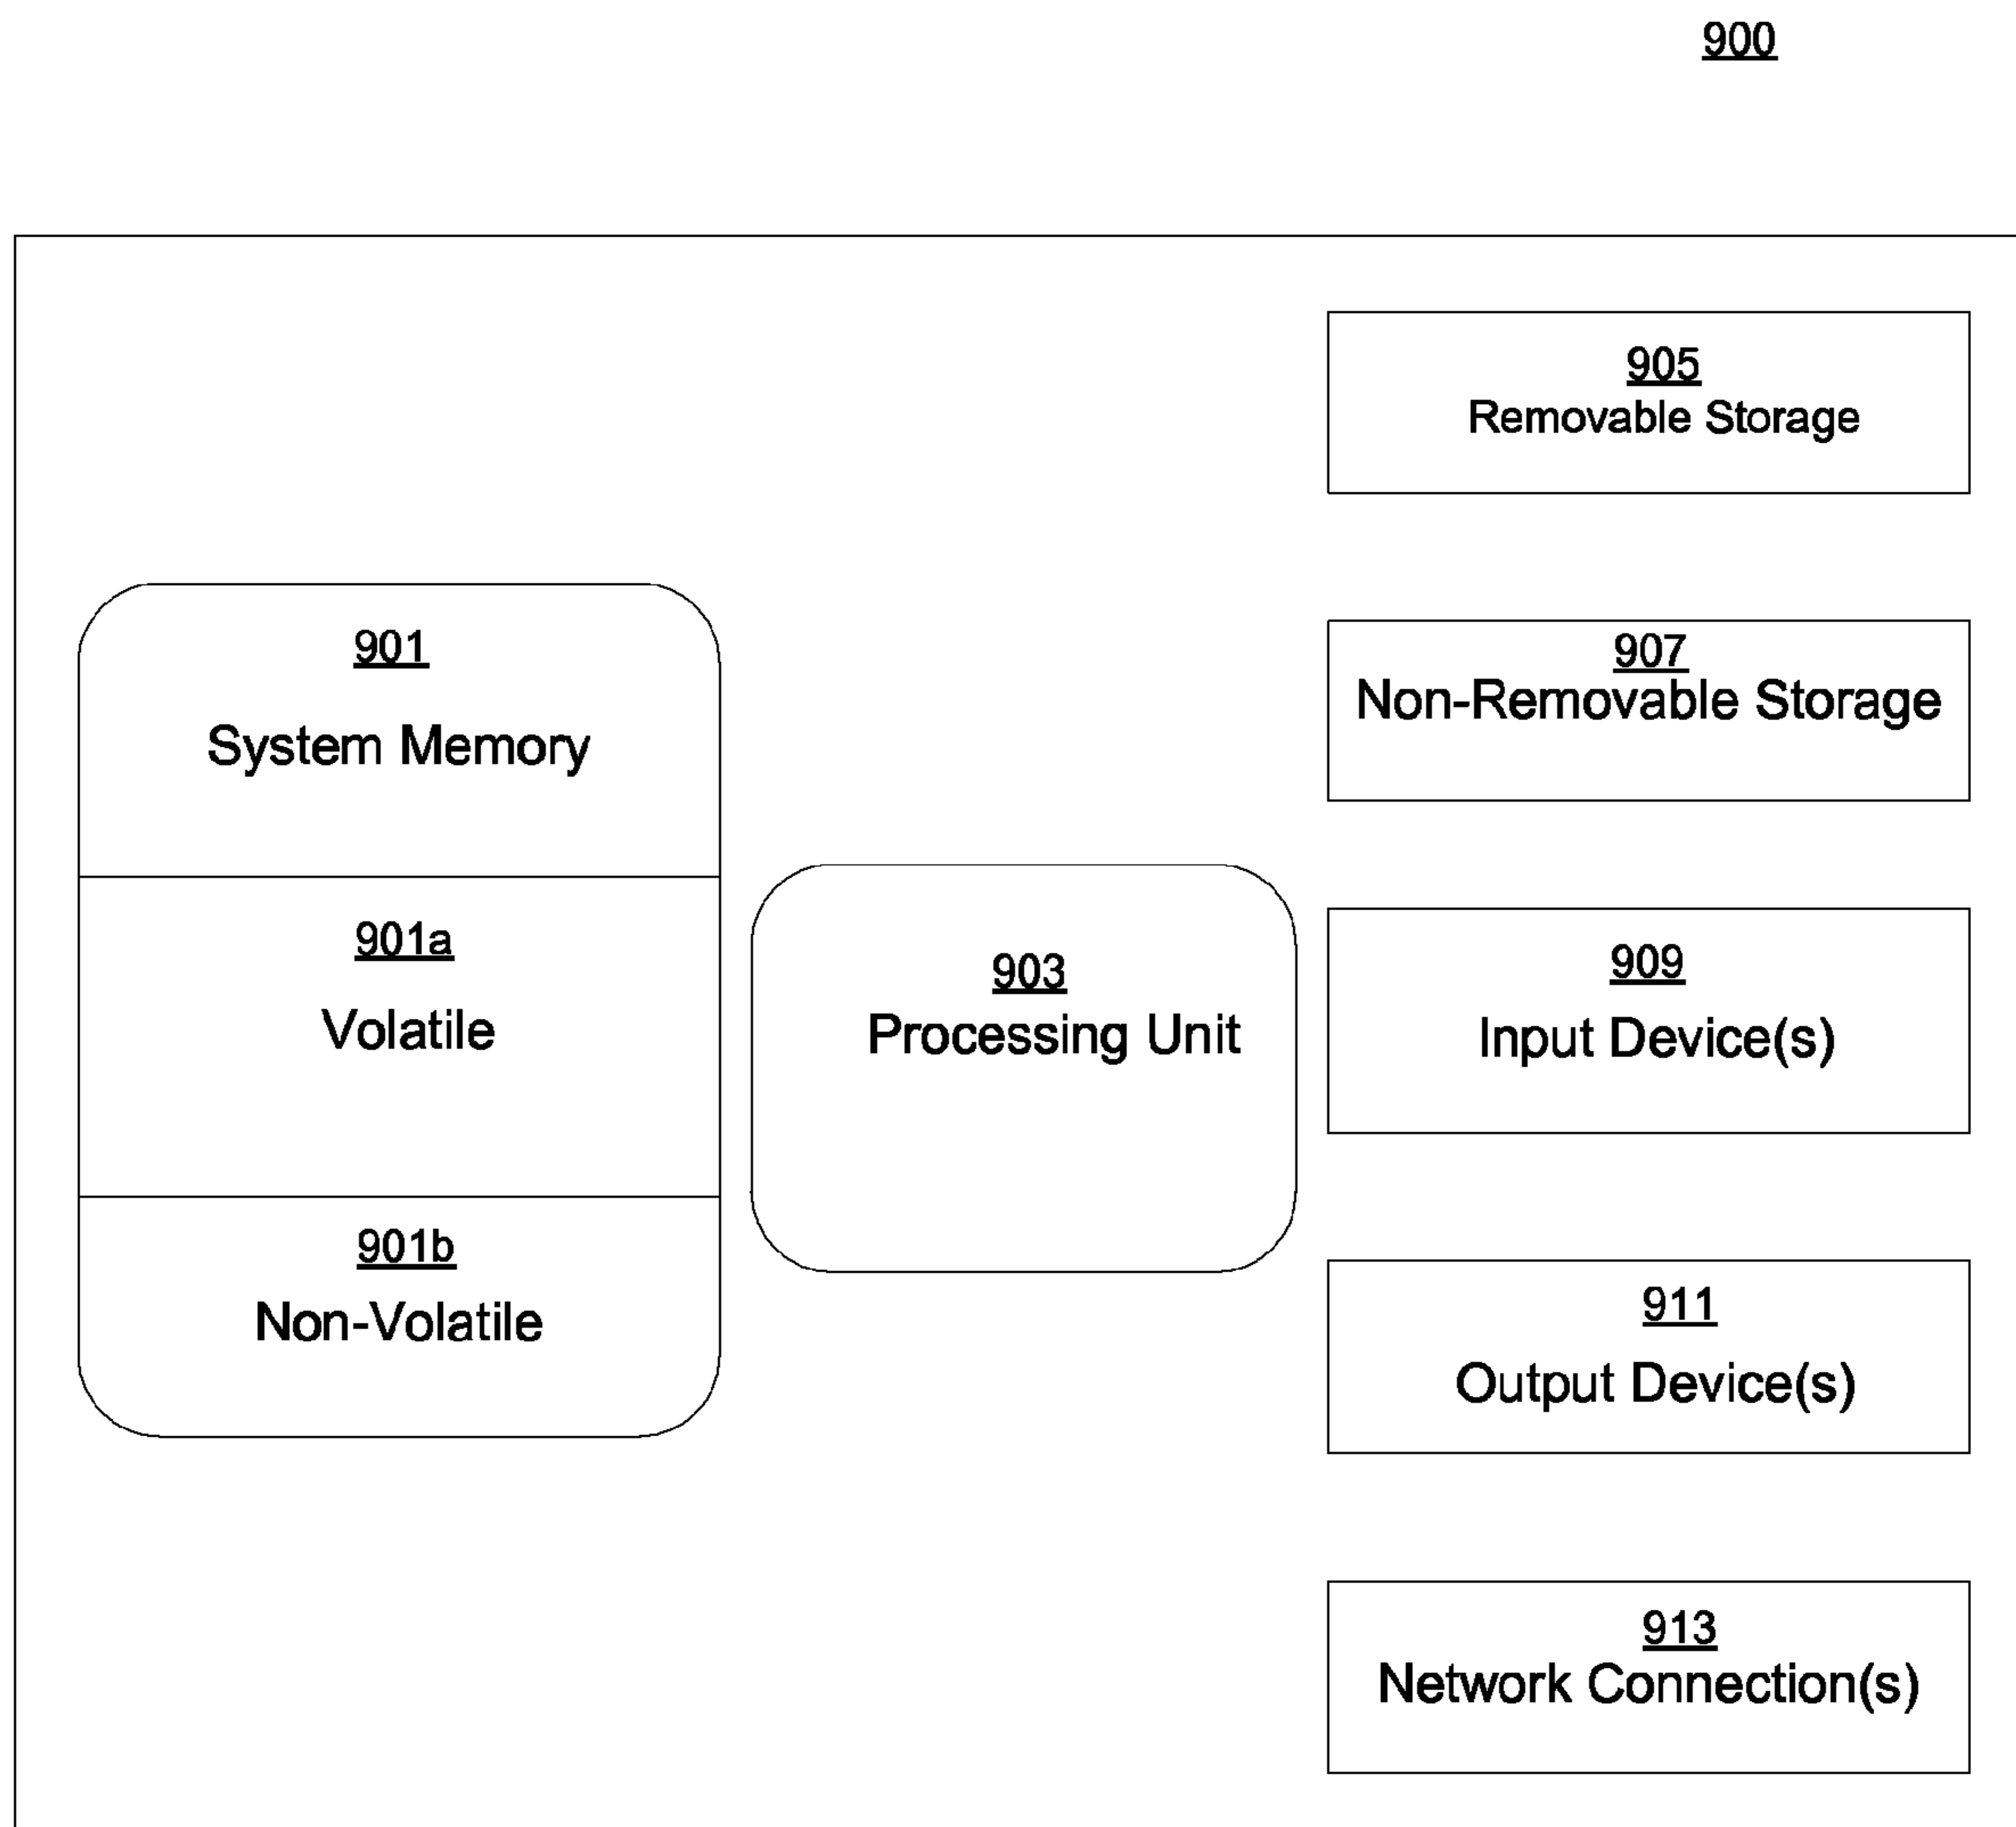 900
901
System Memory
901a
Volatile
901b
Non-Volatile
903
Processing Unit
905
Removable Storage
907
Non-Removable Storage
909
Input Device(s)
911
Output Device(s)
913
Network Connection(s)